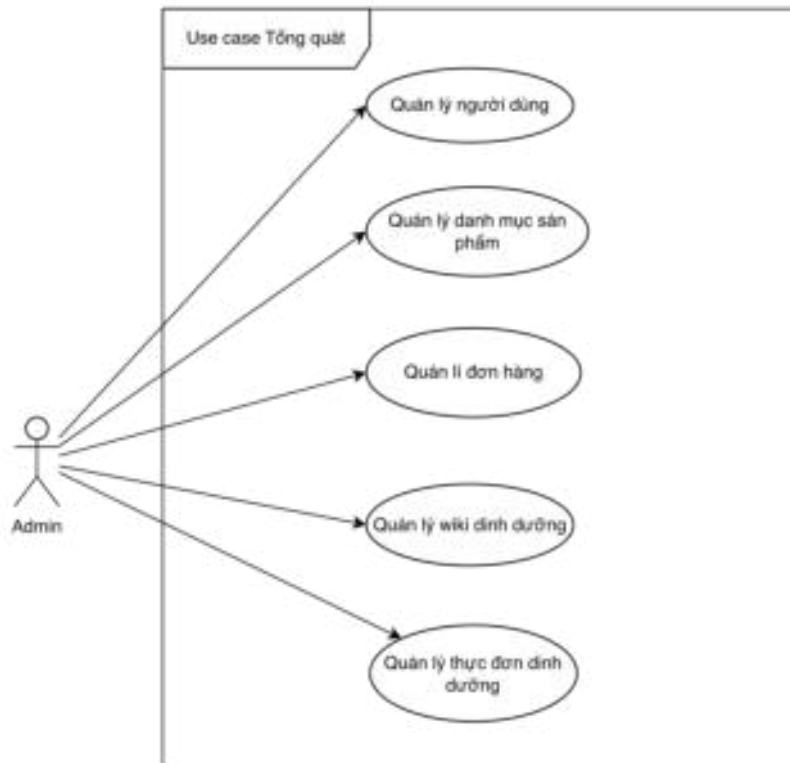 Use case Tổng quát
Quản lý người dùng
Quản lý danh mục sản
phẩm
Quản lí đơn hàng
Admin
Quản lý wiki dinh dưỡng
Quản lý thực đơn dinh
dưỡng